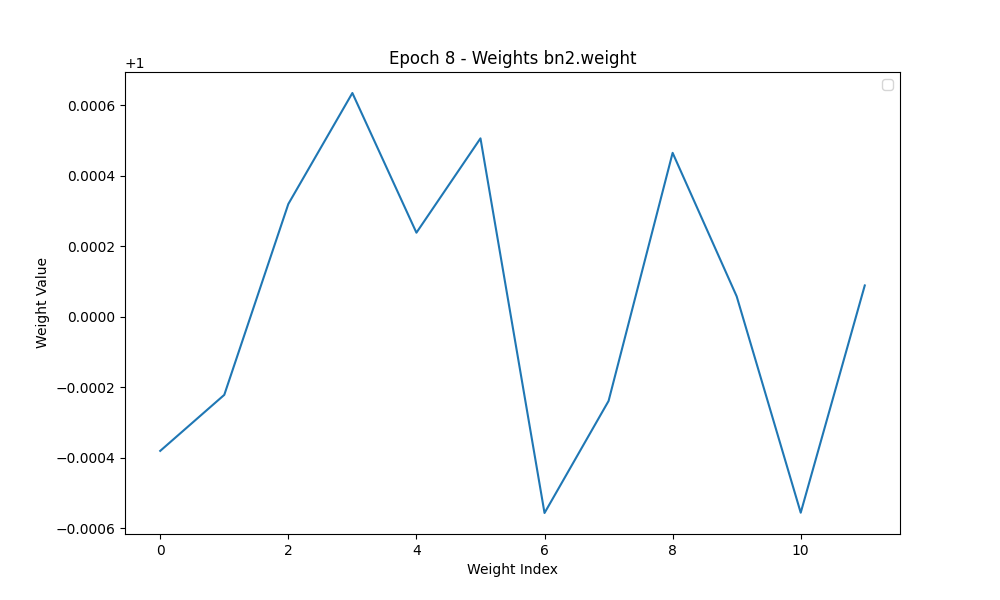 Epoch 8 - Weights bn2.weight
+1
0.0006
0.0004
0.0002
0.0000
−0.0002
−0.0004
−0.0006
Weight Value
0 2 4 6 8 10
Weight Index